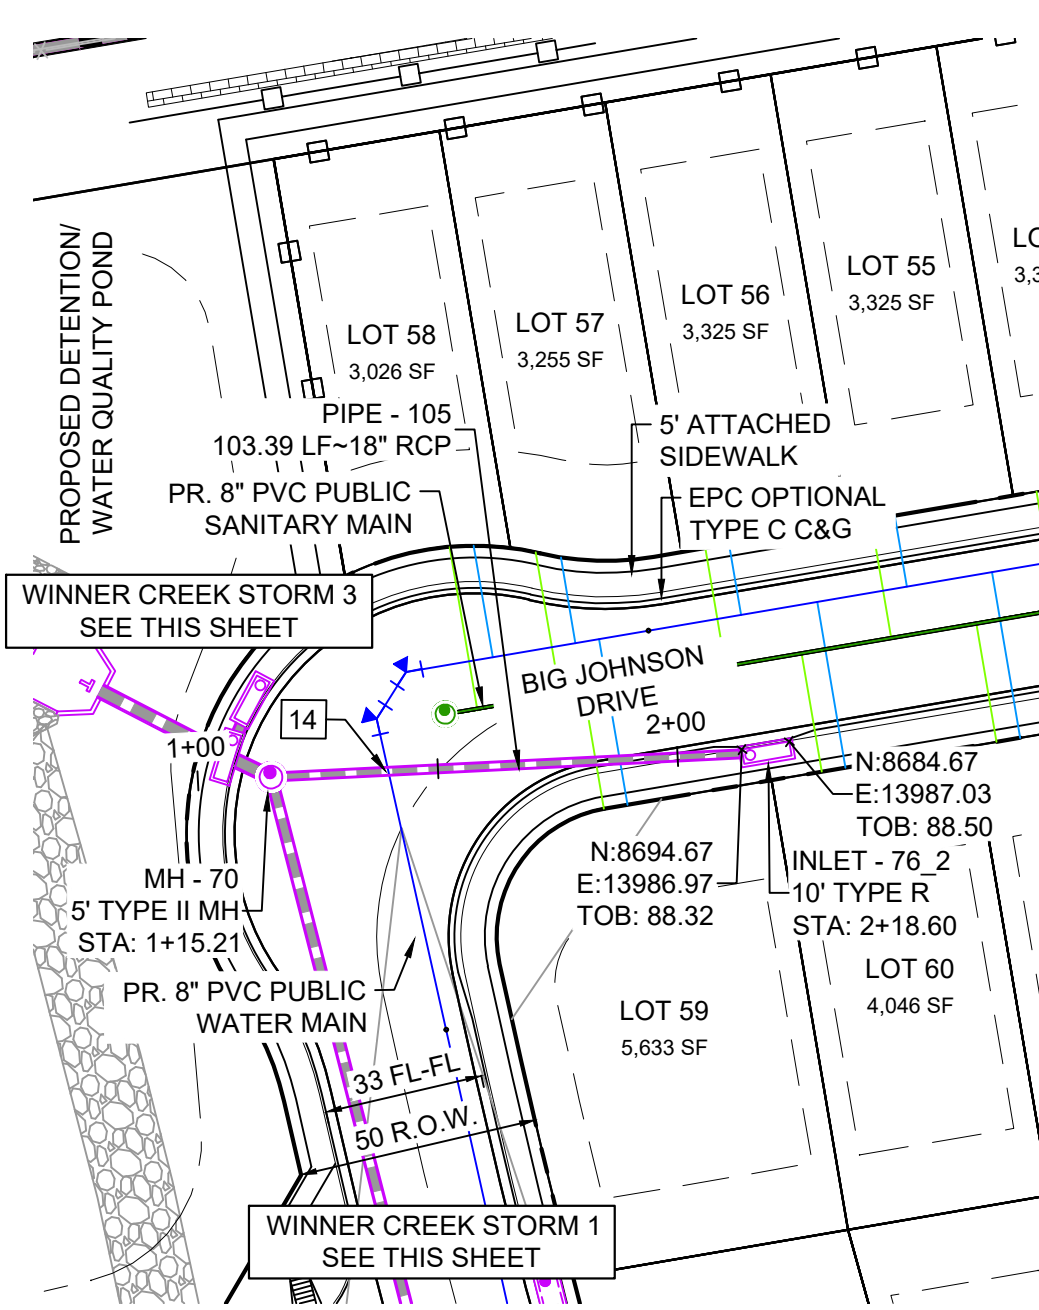 PROPOSED DETENTION/
WATER QUALITY POND
LOT 58
3,026 SF
LOT 57
3,255 SF
LOT 56
3,325 SF
LOT 55
3,325 SF
PIPE - 105
103.39 LF~18" RCP
PR. 8" PVC PUBLIC
SANITARY MAIN
5' ATTACHED
SIDEWALK
EPC OPTIONAL
TYPE C C&G
WINNER CREEK STORM 3
SEE THIS SHEET
BIG JOHNSON
DRIVE
14
1+00
2+00
N:8684.67
E:13987.03
TOB: 88.50
N:8694.67
E:13986.97
TOB: 88.32
INLET - 76_2
10' TYPE R
STA: 2+18.60
MH - 70
5' TYPE II MH
STA: 1+15.21
PR. 8" PVC PUBLIC
WATER MAIN
LOT 59
5,633 SF
LOT 60
4,046 SF
33 FL-FL
50 R.O.W.
WINNER CREEK STORM 1
SEE THIS SHEET